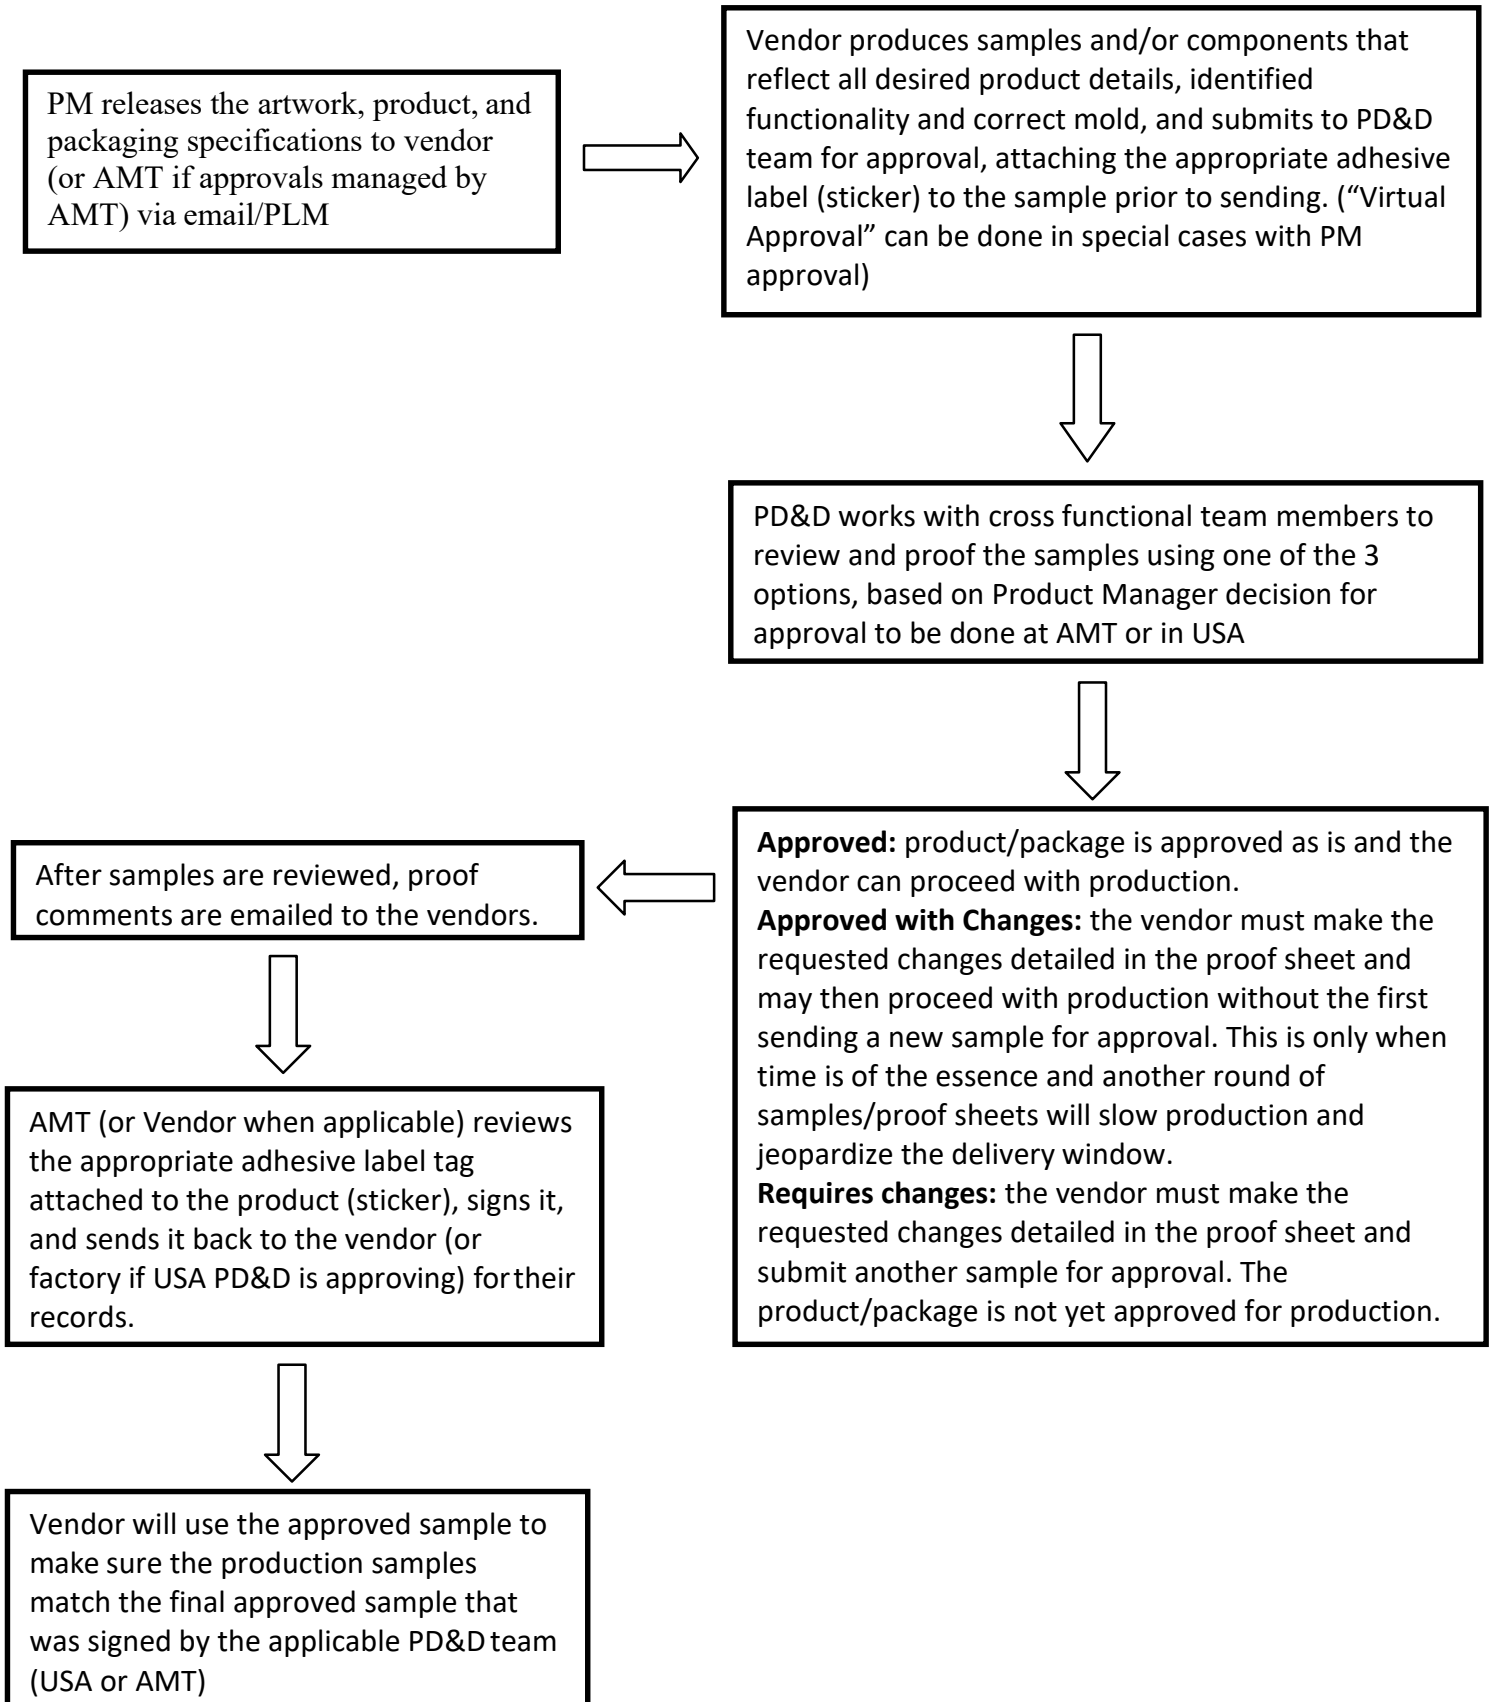 PM releases the artwork, product, and
packaging specifications to vendor
(or AMT if approvals managed by
AMT) via email/PLM
Vendor produces samples and/or components that
reflect all desired product details, identified
functionality and correct mold, and submits to PD&D
team for approval, attaching the appropriate adhesive
label (sticker) to the sample prior to sending. (“Virtual
Approval” can be done in special cases with PM
approval)
PD&D works with cross functional team members to
review and proof the samples using one of the 3
options, based on Product Manager decision for
approval to be done at AMT or in USA
Approved: product/package is approved as is and the
vendor can proceed with production.
Approved with Changes: the vendor must make the
requested changes detailed in the proof sheet and
may then proceed with production without the first
sending a new sample for approval. This is only when
time is of the essence and another round of
samples/proof sheets will slow production and
jeopardize the delivery window.
Requires changes: the vendor must make the
requested changes detailed in the proof sheet and
submit another sample for approval. The
product/package is not yet approved for production.
After samples are reviewed, proof
comments are emailed to the vendors.
AMT (or Vendor when applicable) reviews
the appropriate adhesive label tag
attached to the product (sticker), signs it,
and sends it back to the vendor (or
factory if USA PD&D is approving) for their
records.
Vendor will use the approved sample to
make sure the production samples
match the final approved sample that
was signed by the applicable PD&D team
(USA or AMT)